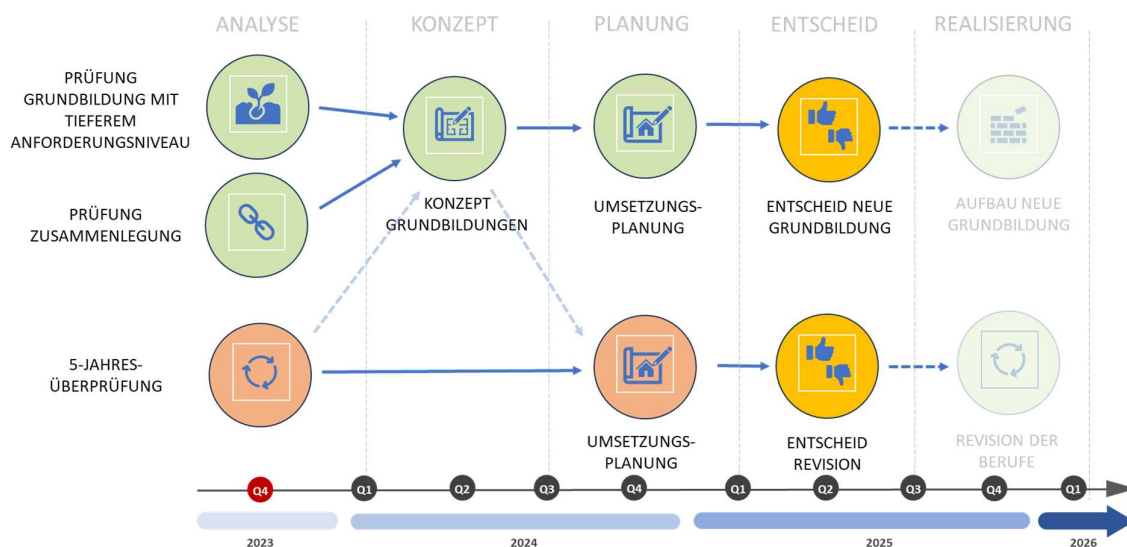 ANALYSE
KONZEPT
PLANUNG
ENTSCHEID
REALISIERUNG
PRÜFUNG
GRUNDBILDUNG MIT
TIEFEREM
ANFORDERUNGSNIVEAU
PRÜFUNG
ZUSAMMENLEGUNG
KONZEPT
GRUNDBILDUNGEN
UMSETZUNGS-
PLANUNG
ENTSCHEID NEUE
GRUNDBILDUNG
AUFBAU NEUE
GRUNDBILDUNG
5-JAHRES-
ÜBERPRÜFUNG
UMSETZUNGS-
PLANUNG
ENTSCHEID
REVISION
REVISION DER
BERUFE
Q4
Q1
Q2
Q3
Q4
Q1
Q2
Q3
Q4
Q1
2023
2024
2025
2026